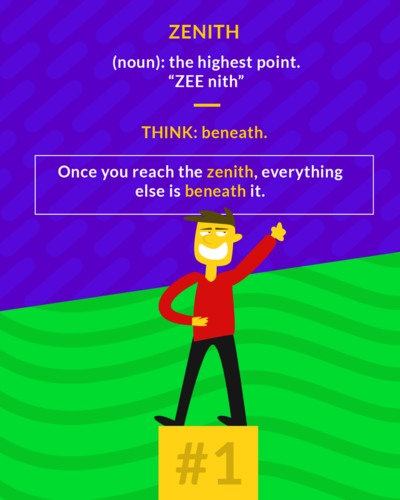 ZENITH
(noun): the highest point.
“ZEE nith”
THINK: beneath.
Once you reach the zenith, everything
else is beneath it.
#1